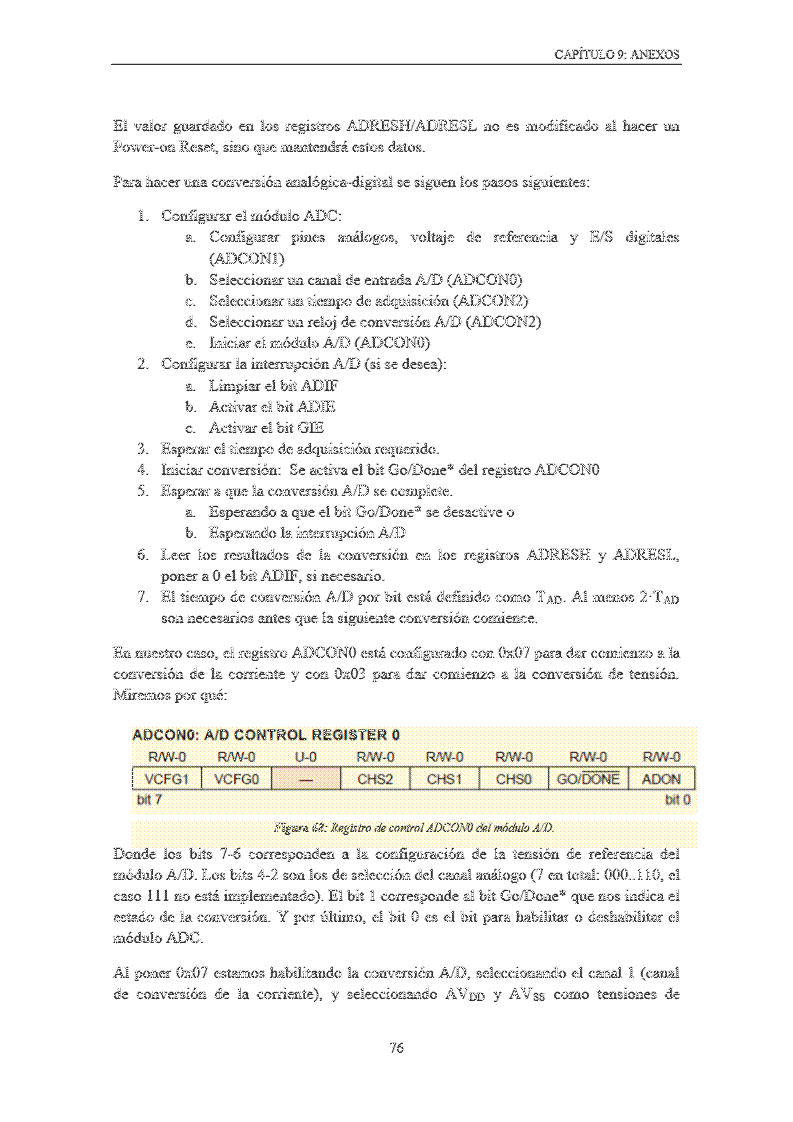 CAPÍTULO 9: ANEXOS
El valor guardado en los registros ADRESH/ADRESL no es modificado al hacer un
Power-on Reset, sino que mantendrá estos datos.
Para hacer una conversión analógica-digital se siguen los pasos siguientes:
1. Configurar el módulo ADC:
a. Configurar pines análogos, voltaje de referencia y E/S digitales
(ADCON1)
b. Seleccionar un canal de entrada A/D (ADCON0)
c. Seleccionar un tiempo de adquisición (ADCON2)
d. Seleccionar un reloj de conversión A/D (ADCON2)
e. Iniciar el módulo A/D (ADCON0)
2. Configurar la interrupción A/D (si se desea):
a. Limpiar el bit ADIF
b. Activar el bit ADIE
c. Activar el bit GIE
3. Esperar el tiempo de adquisición requerido.
4. Iniciar conversión: Se activa el bit Go/Done* del registro ADCON0
5. Esperar a que la conversión A/D se complete.
a. Esperando a que el bit Go/Done* se desactive o
b. Esperando la interrupción A/D
6. Leer los resultados de la conversión en los registros ADRESH y ADRESL,
poner a 0 el bit ADIF, si necesario.
7. El tiempo de conversión A/D por bit está definido como TAD. Al menos 2·TAD
son necesarios antes que la siguiente conversión comience.
En nuestro caso, el registro ADCON0 está configurado con 0x07 para dar comienzo a la
conversión de la corriente y con 0x03 para dar comienzo a la conversión de tensión.
Miremos por qué:
ADCON0: A/D CONTROL REGISTER 0
R/W-0 R/W-0 U-0 R/W-0 R/W-0 R/W-0 R/W-0 R/W-0
VCFG1 VCFG0 — CHS2 CHS1 CHS0 GO/DONE ADON
bit 7 bit 0
Figura 68: Registro de control ADCON0 del módulo A/D.
Donde los bits 7-6 corresponden a la configuración de la tensión de referencia del
módulo A/D. Los bits 4-2 son los de selección del canal análogo (7 en total: 000..110, el
caso 111 no está implementado). El bit 1 corresponde al bit Go/Done* que nos indica el
estado de la conversión. Y por último, el bit 0 es el bit para habilitar o deshabilitar el
módulo ADC.
Al poner 0x07 estamos habilitando la conversión A/D, seleccionando el canal 1 (canal
de conversión de la corriente), y seleccionando AVDD y AVSS como tensiones de
76